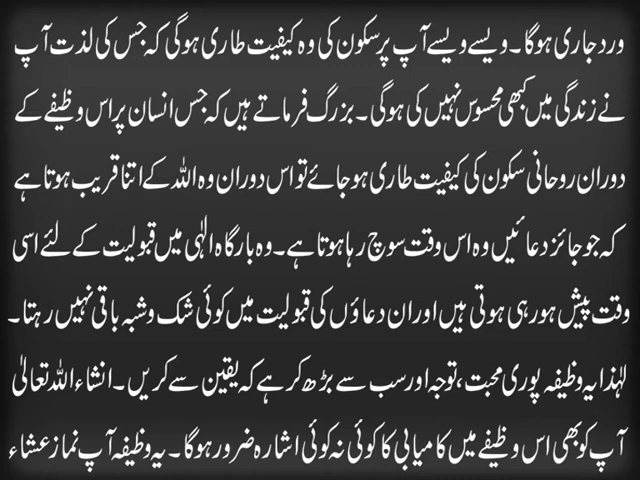 ورد جاری ہوگا۔ ویسے ویسے آپ پر سکون کی وہ کیفیت طاری ہوگی کہ جس کی لذت آپ
نے زندگی میں کبھی محسوس نہیں کی ہوگی۔ بزرگ فرماتے ہیں کہ جس انسان پر اس وظیفے کے
دوران روحانی سکون کی کیفیت طاری ہو جائے تو اس دوران وہ اللہ کے اتنا قریب ہوتا ہے
کہ جو جائز دعائیں وہ اس وقت سوچ رہا ہوتا ہے۔ وہ بارگاہ الٰہی میں قبولیت کے لئے اسی
وقت پیش ہو رہی ہوتی ہیں اور ان دعاؤں کی قبولیت میں کوئی شک و شبہ باقی نہیں رہتا۔
لہٰذا یہ وظیفہ پوری محبت، توجہ اور سب سے بڑھ کر ہے کہ یقین سے کریں۔ انشاء اللہ تعالیٰ
آپ کو بھی اس وظیفے میں کامیابی کا کوئی نہ کوئی اشارہ ضرور ہوگا۔ یہ وظیفہ آپ نماز عشاء